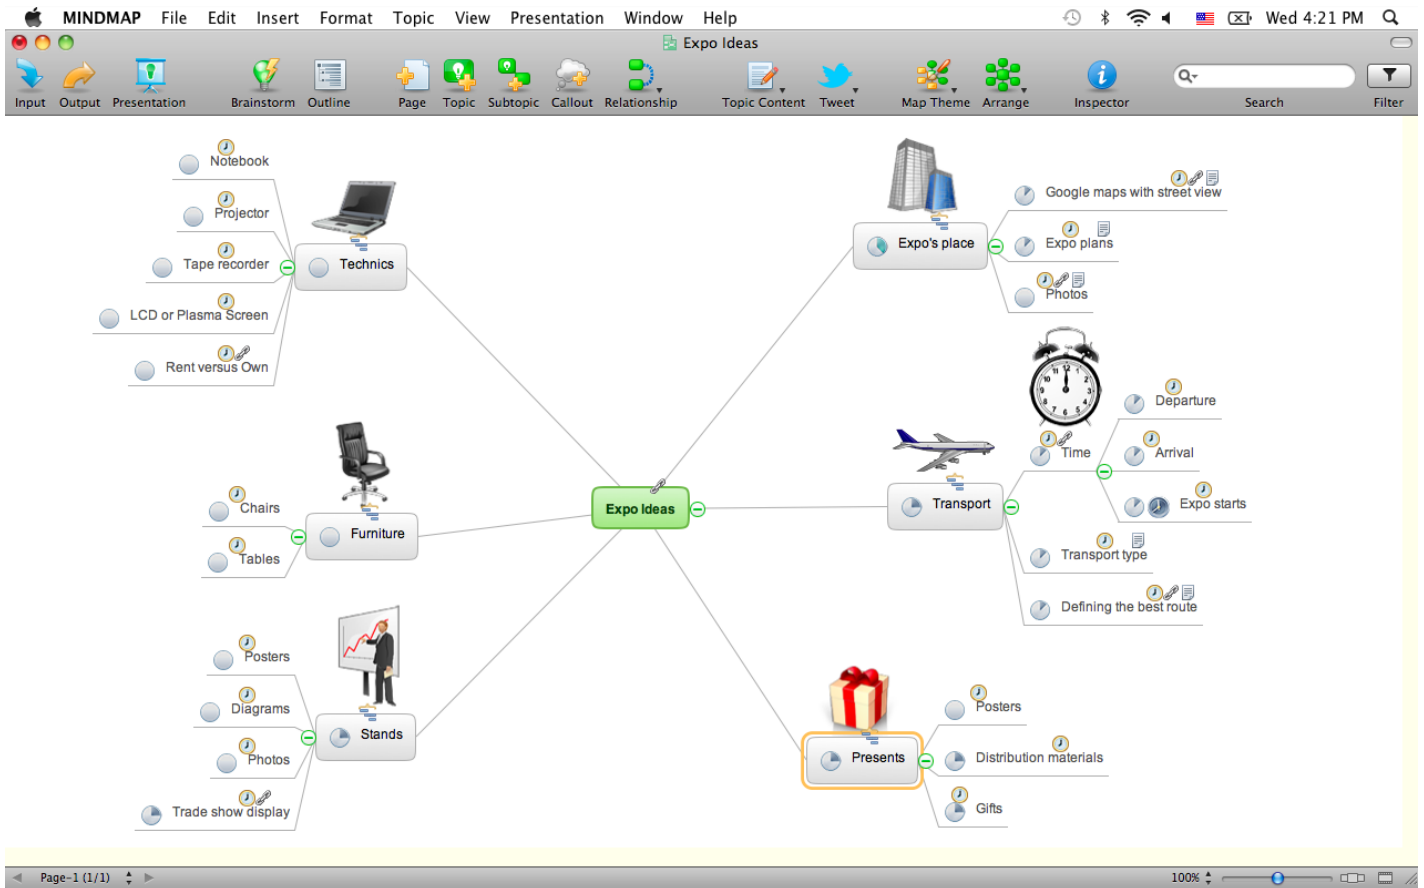 MINDMAP File Edit Insert Format Topic View Presentation Window Help Wed 4:21 PM
Expo Ideas
Input Output Presentation Brainstorm Outline Page Topic Subtopic Callout Relationship Topic Content Tweet Map Theme Arrange Inspector Search Filter
Notebook
Projector
Tape recorder
LCD or Plasma Screen
Rent versus Own
Technics
Chairs
Tables
Furniture
Posters
Diagrams
Photos
Trade show display
Stands
Expo Ideas
Expo's place
Google maps with street view
Expo plans
Photos
Transport
Time
Departure
Arrival
Expo starts
Transport type
Defining the best route
Presents
Posters
Distribution materials
Gifts
Page-1 (1/1) 100%